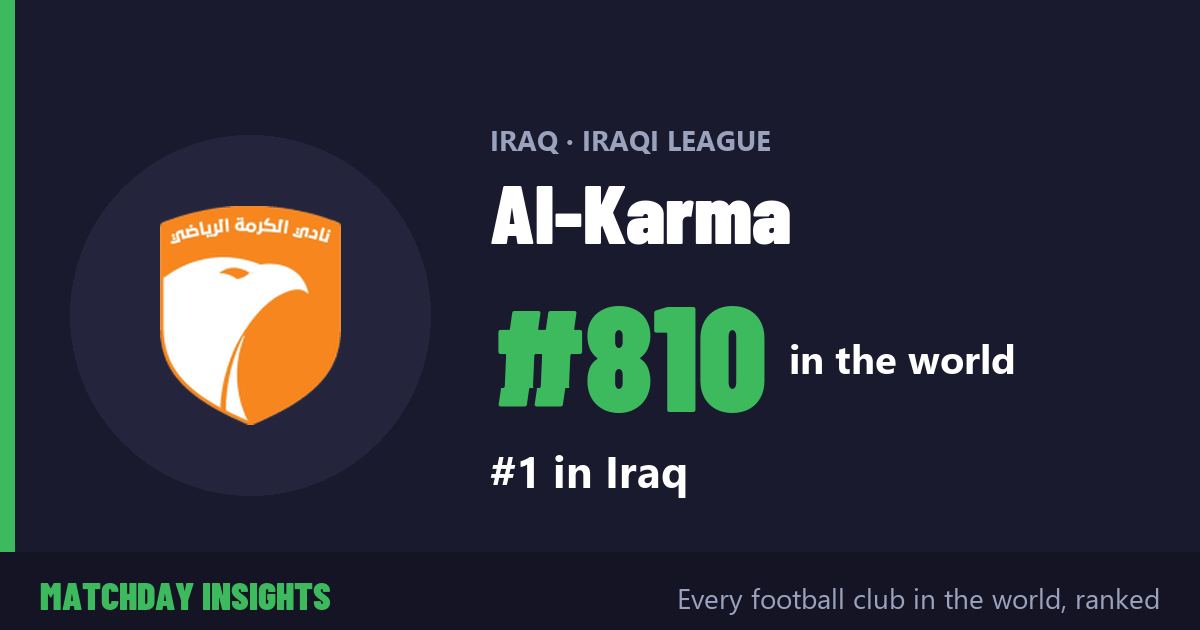 IRAQ · IRAQI LEAGUE
نادي الكرمة الرياضي
Al-Karma
#810 in the world
#1 in Iraq
MATCHDAY INSIGHTS
Every football club in the world, ranked